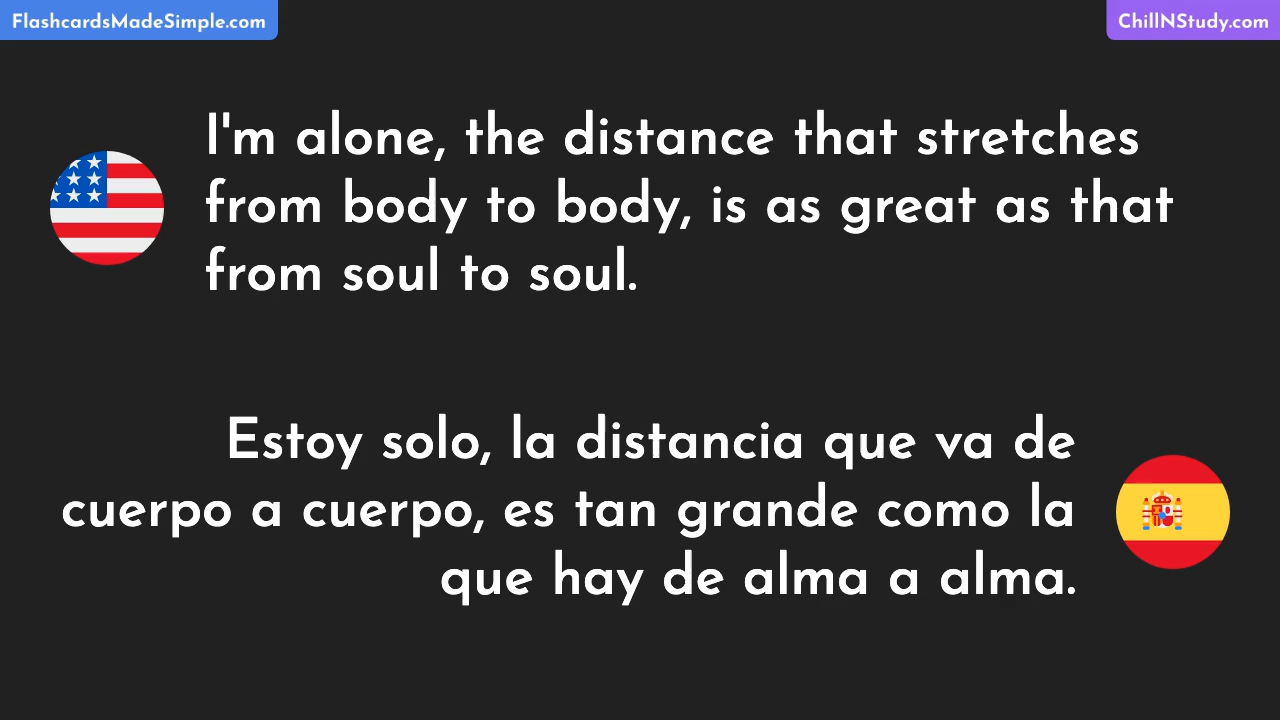 FlashcardsMadeSimple.com
ChillNStudy.com
I'm alone, the distance that stretches
from body to body, is as great as that
from soul to soul.
Estoy solo, la distancia que va de
cuerpo a cuerpo, es tan grande como la
que hay de alma a alma.